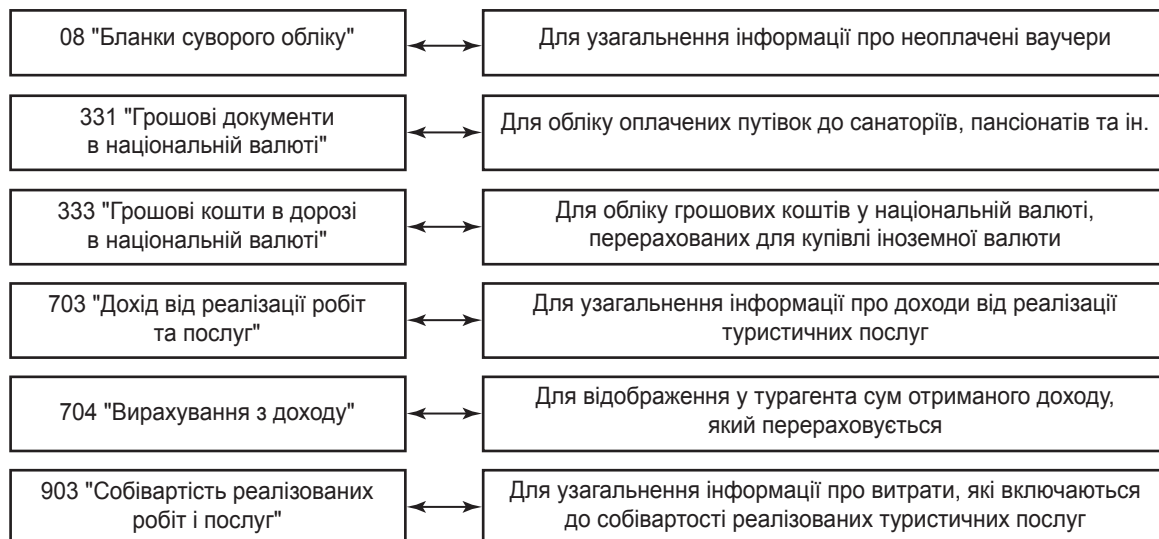 08 "Бланки суворого обліку"
Для узагальнення інформації про неоплачені ваучери
331 "Грошові документи
в національній валюті"
Для обліку оплачених путівок до санаторіїв, пансіонатів та ін.
333 "Грошові кошти в дорозі
в національній валюті"
Для обліку грошових коштів у національній валюті,
перерахованих для купівлі іноземної валюти
703 "Дохід від реалізації робіт
та послуг"
Для узагальнення інформації про доходи від реалізації
туристичних послуг
704 "Вирахування з доходу"
Для відображення у турагента сум отриманого доходу,
який перераховується
903 "Собівартість реалізованих
робіт і послуг"
Для узагальнення інформації про витрати, які включаються
до собівартості реалізованих туристичних послуг